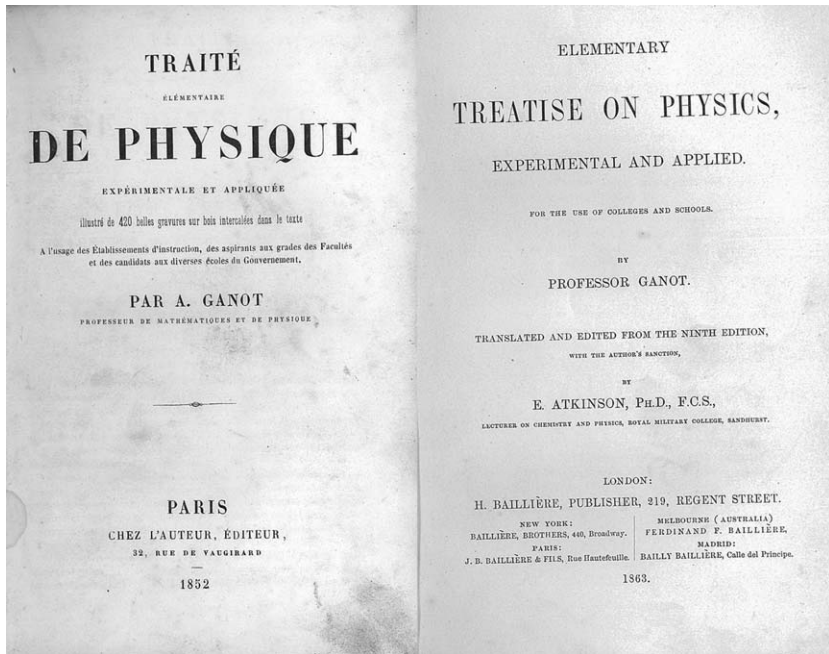 TRAITÉ
ÉLÉMENTAIRE
DE PHYSIQUE
EXPÉRIMENTALE ET APPLIQUÉE
illustré de 420 belles gravures sur bois intercalées dans le texte
A l'usage des Établissements d'instruction, des aspirants aux grades des Facultés
et des candidats aux diverses écoles du Gouvernement,
PAR A. GANOT
PROFESSEUR DE MATHÉMATIQUES ET DE PHYSIQUE
PARIS
CHEZ L'AUTEUR, ÉDITEUR,
32, RUE DE VAUGIRARD
1852
ELEMENTARY
TREATISE ON PHYSICS,
EXPERIMENTAL AND APPLIED.
FOR THE USE OF COLLEGES AND SCHOOLS.
BY
PROFESSOR GANOT.
TRANSLATED AND EDITED FROM THE NINTH EDITION,
WITH THE AUTHOR'S SANCTION,
BY
E. ATKINSON, PH.D., F.C.S.,
LECTURER ON CHEMISTRY AND PHYSICS, ROYAL MILITARY COLLEGE, SANDHURST.
LONDON:
H. BAILLIÈRE, PUBLISHER, 219, REGENT STREET.
NEW YORK:
BAILLIÈRE, BROTHERS, 440, Broadway.
PARIS:
J. B. BAILLIÈRE & FILS, Rue Hautefeuille.
MELBOURNE (AUSTRALIA)
FERDINAND F. BAILLIÈRE,
MADRID:
BAILLY BAILLIÈRE, Calle del Principe.
1863.